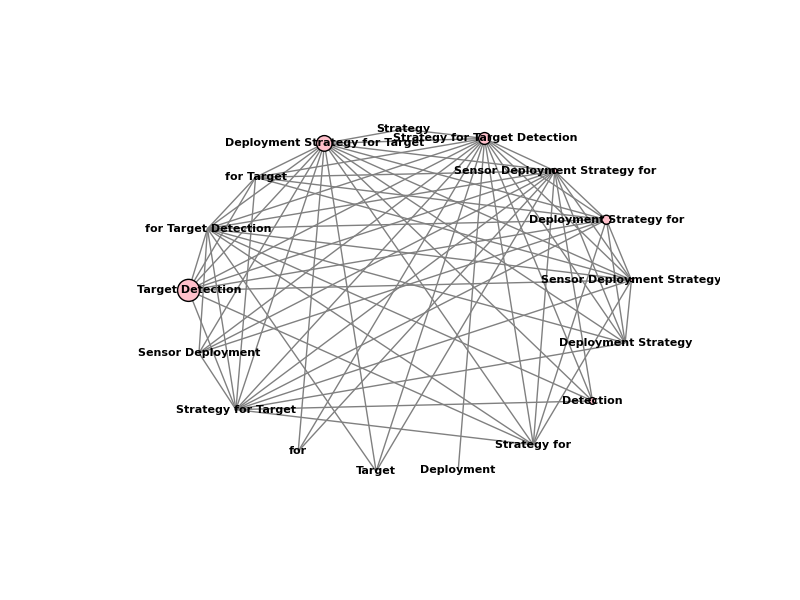 Strategy
Strategy for Target Detection
Deployment Strategy for Target
Sensor Deployment Strategy for
for Target
Deployment Strategy for
for Target Detection
Sensor Deployment Strategy
Target Detection
Deployment Strategy
Sensor Deployment
Detection
Strategy for Target
Strategy for
for
Target
Deployment